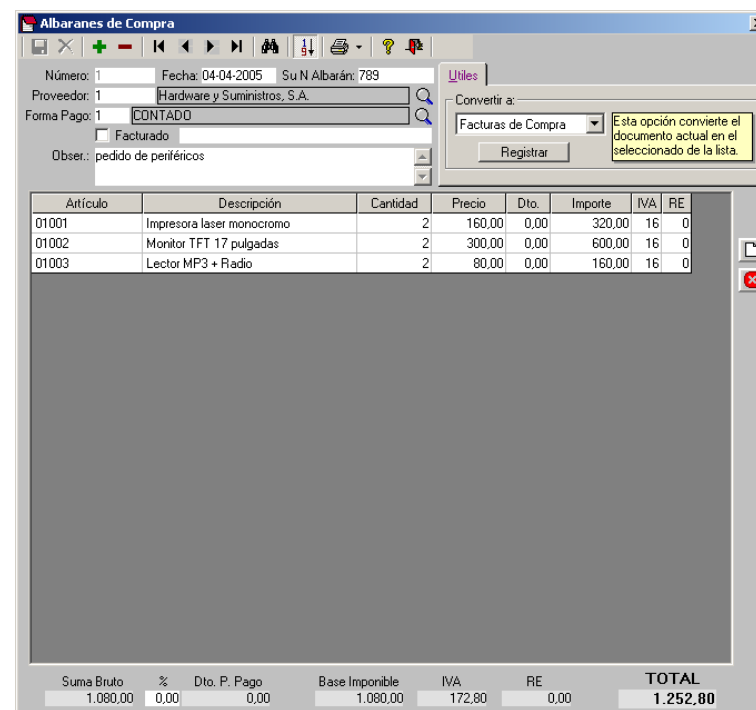 Albaranes de Compra
Número: 1 Fecha: 04-04-2005 Su N Albarán: 789
Proveedor: 1 Hardware y Suministros, S.A.
Forma Pago: 1 CONTADO
Facturado
Obser.: pedido de periféricos
Utiles
Convertir a:
Facturas de Compra
Registrar
Esta opción convierte el
documento actual en el
seleccionado de la lista.
Artículo Descripción Cantidad Precio Dto. Importe IVA RE
01001 Impresora laser monocromo 2 160,00 0,00 320,00 16 0
01002 Monitor TFT 17 pulgadas 2 300,00 0,00 600,00 16 0
01003 Lector MP3 + Radio 2 80,00 0,00 160,00 16 0
Suma Bruto % Dto. P. Pago Base Imponible IVA RE TOTAL
1.080,00 0,00 0,00 1.080,00 172,80 0,00 1.252,80